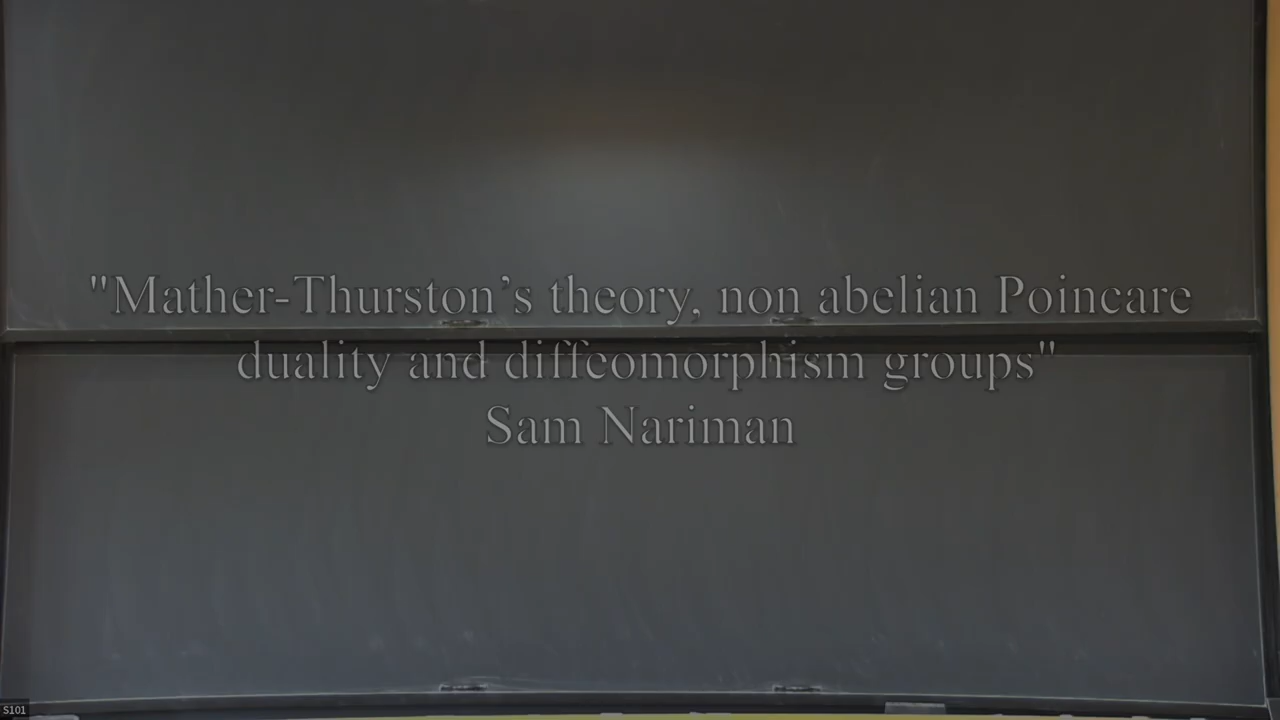 "Mather-Thurston's theory, non abelian Poincare
duality and diffeomorphism groups"
Sam Nariman
S101